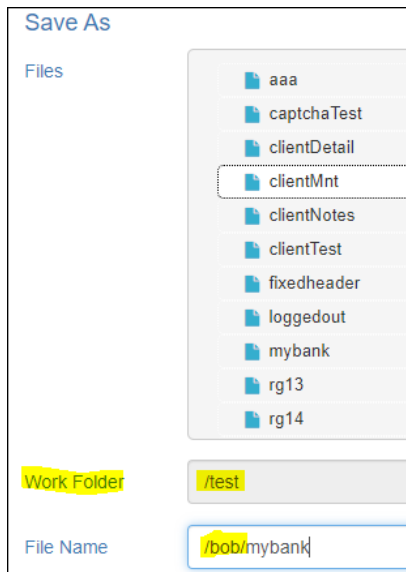 Save As
Files
aaa
captchaTest
clientDetail
clientMnt
clientNotes
clientTest
fixedheader
loggedout
mybank
rg13
rg14
Work Folder
/test
File Name
/bob/mybank